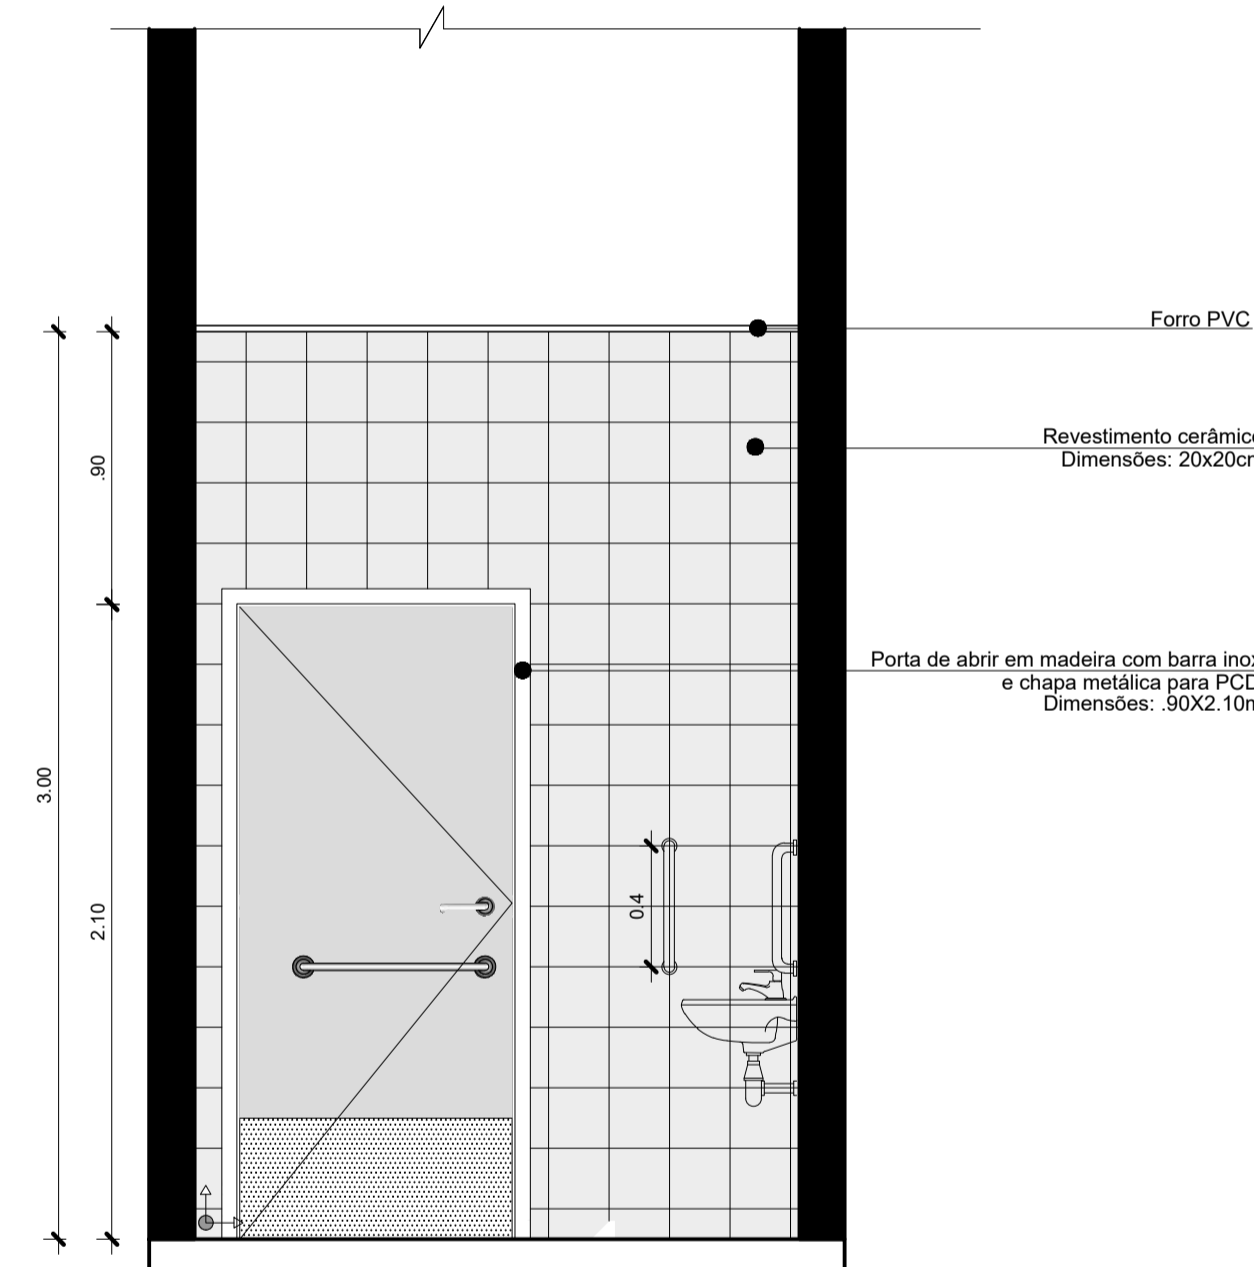 Forro PVC
Revestimento cerâmico
Dimensões: 20x20cm
.90
Porta de abrir em madeira com barra inox
e chapa metálica para PCD
Dimensões: .90X2.10m
3.00
0.4
2.10